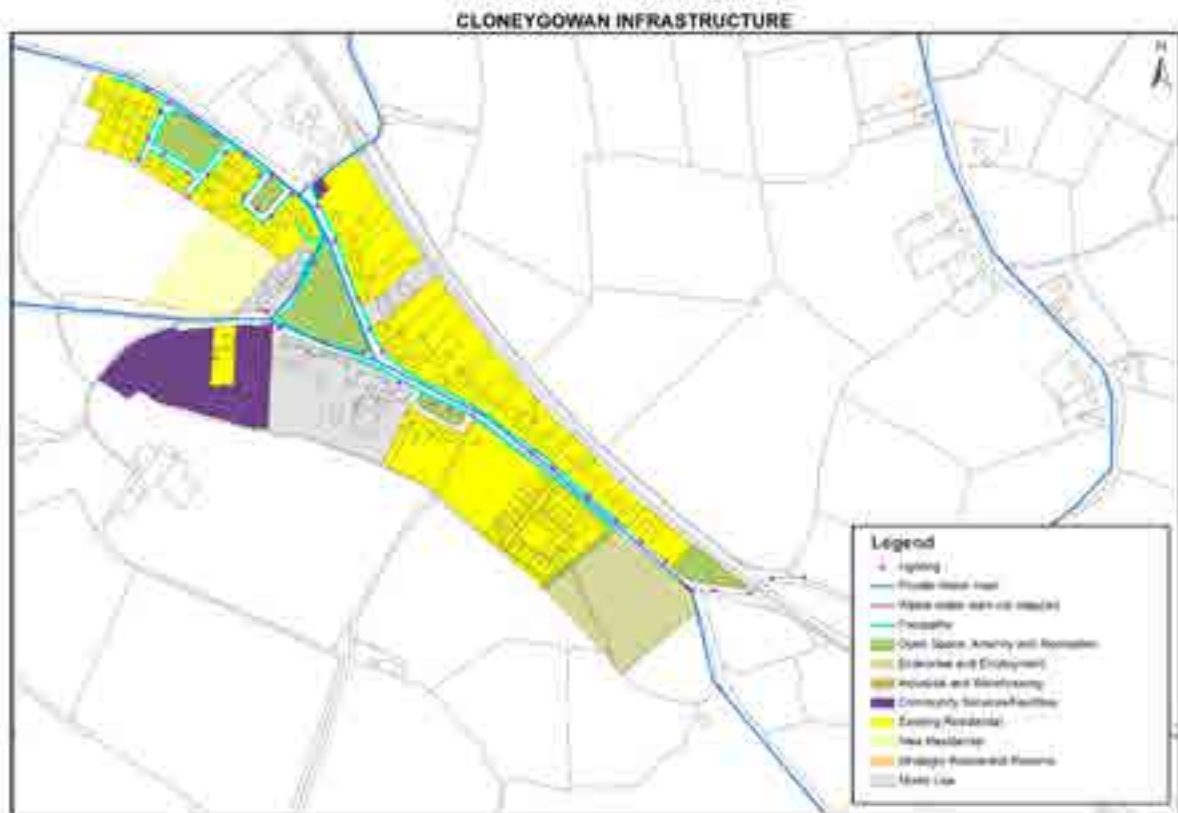 CLONEYGOWAN INFRASTRUCTURE
N
Legend
Lighting
Footpaths
Open Space, Amenity and Recreation
Enterprise and Employment
Industrial and Warehousing
Community Services/Facilities
Existing Residential
New Residential
Strategic Residential Reserve
Mixed Use